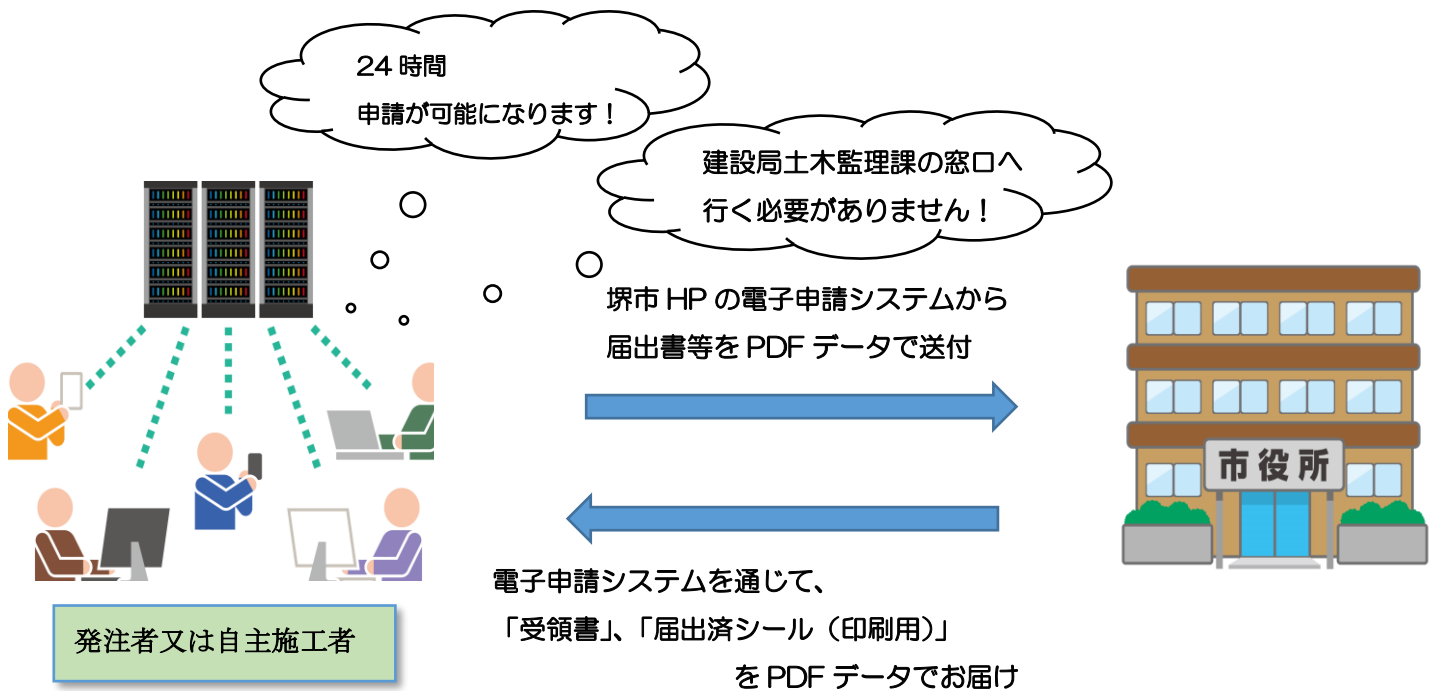 24 時間
申請が可能になります！
建設局土木監理課の窓口へ
行く必要がありません！
堺市 HP の電子申請システムから
届出書等を PDF データで送付
市役所
電子申請システムを通じて、
「受領書」、「届出済シール（印刷用）」
を PDF データでお届け
発注者又は自主施工者